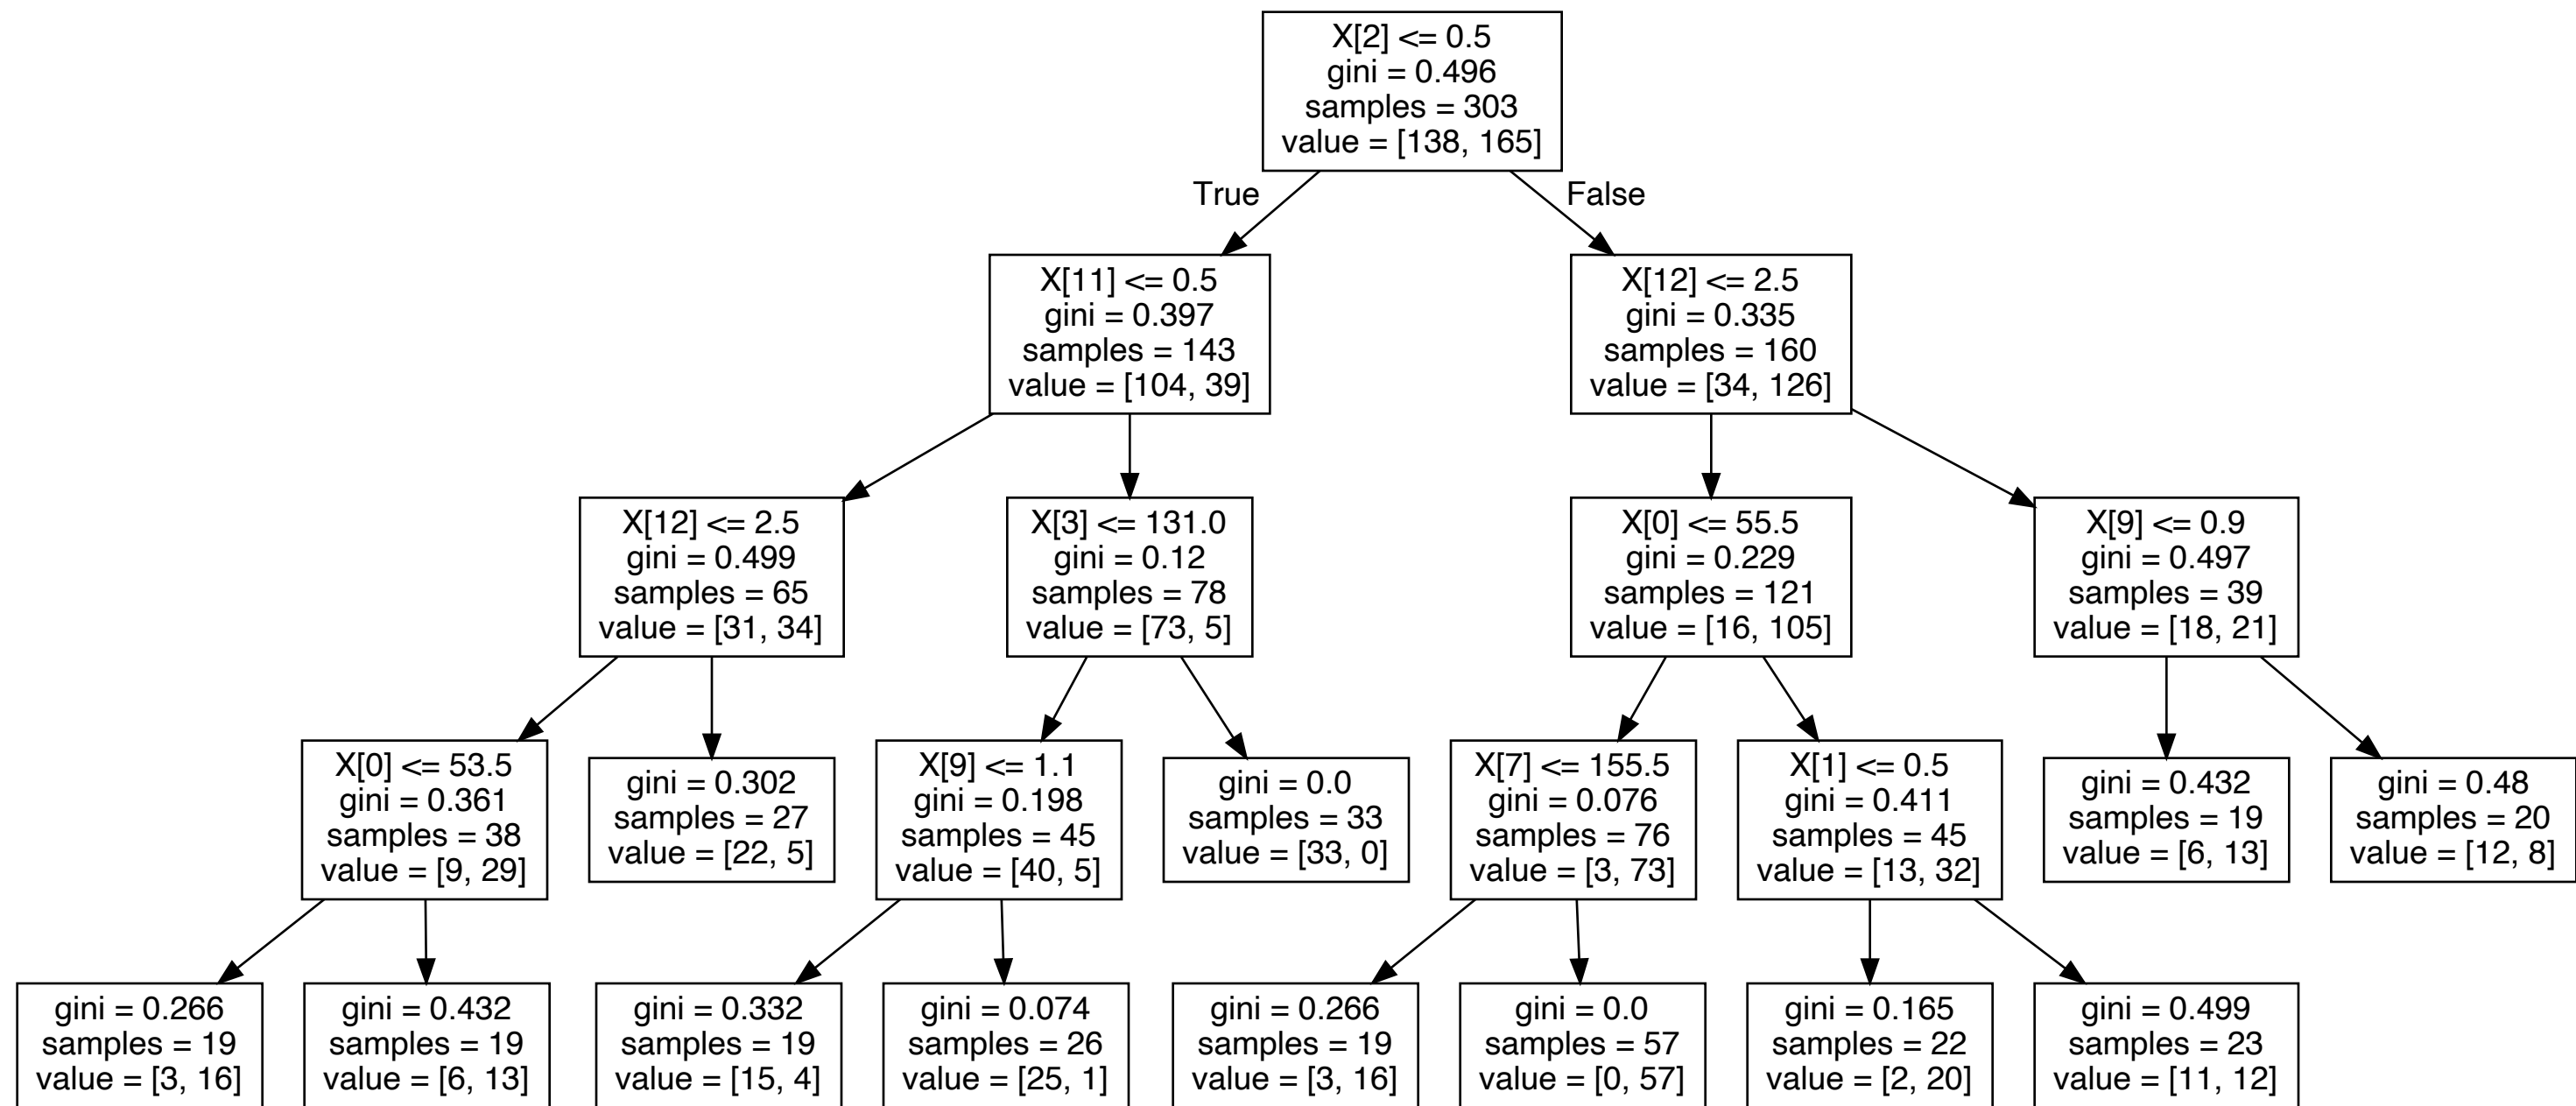 X[2] <= 0.5
gini = 0.496
samples = 303
value = [138, 165]
True
False
X[11] <= 0.5
gini = 0.397
samples = 143
value = [104, 39]
X[12] <= 2.5
gini = 0.335
samples = 160
value = [34, 126]
X[12] <= 2.5
gini = 0.499
samples = 65
value = [31, 34]
X[3] <= 131.0
gini = 0.12
samples = 78
value = [73, 5]
X[0] <= 55.5
gini = 0.229
samples = 121
value = [16, 105]
X[9] <= 0.9
gini = 0.497
samples = 39
value = [18, 21]
X[0] <= 53.5
gini = 0.361
samples = 38
value = [9, 29]
gini = 0.302
samples = 27
value = [22, 5]
X[9] <= 1.1
gini = 0.198
samples = 45
value = [40, 5]
gini = 0.0
samples = 33
value = [33, 0]
X[7] <= 155.5
gini = 0.076
samples = 76
value = [3, 73]
X[1] <= 0.5
gini = 0.411
samples = 45
value = [13, 32]
gini = 0.432
samples = 19
value = [6, 13]
gini = 0.48
samples = 20
value = [12, 8]
gini = 0.266
samples = 19
value = [3, 16]
gini = 0.432
samples = 19
value = [6, 13]
gini = 0.332
samples = 19
value = [15, 4]
gini = 0.074
samples = 26
value = [25, 1]
gini = 0.266
samples = 19
value = [3, 16]
gini = 0.0
samples = 57
value = [0, 57]
gini = 0.165
samples = 22
value = [2, 20]
gini = 0.499
samples = 23
value = [11, 12]